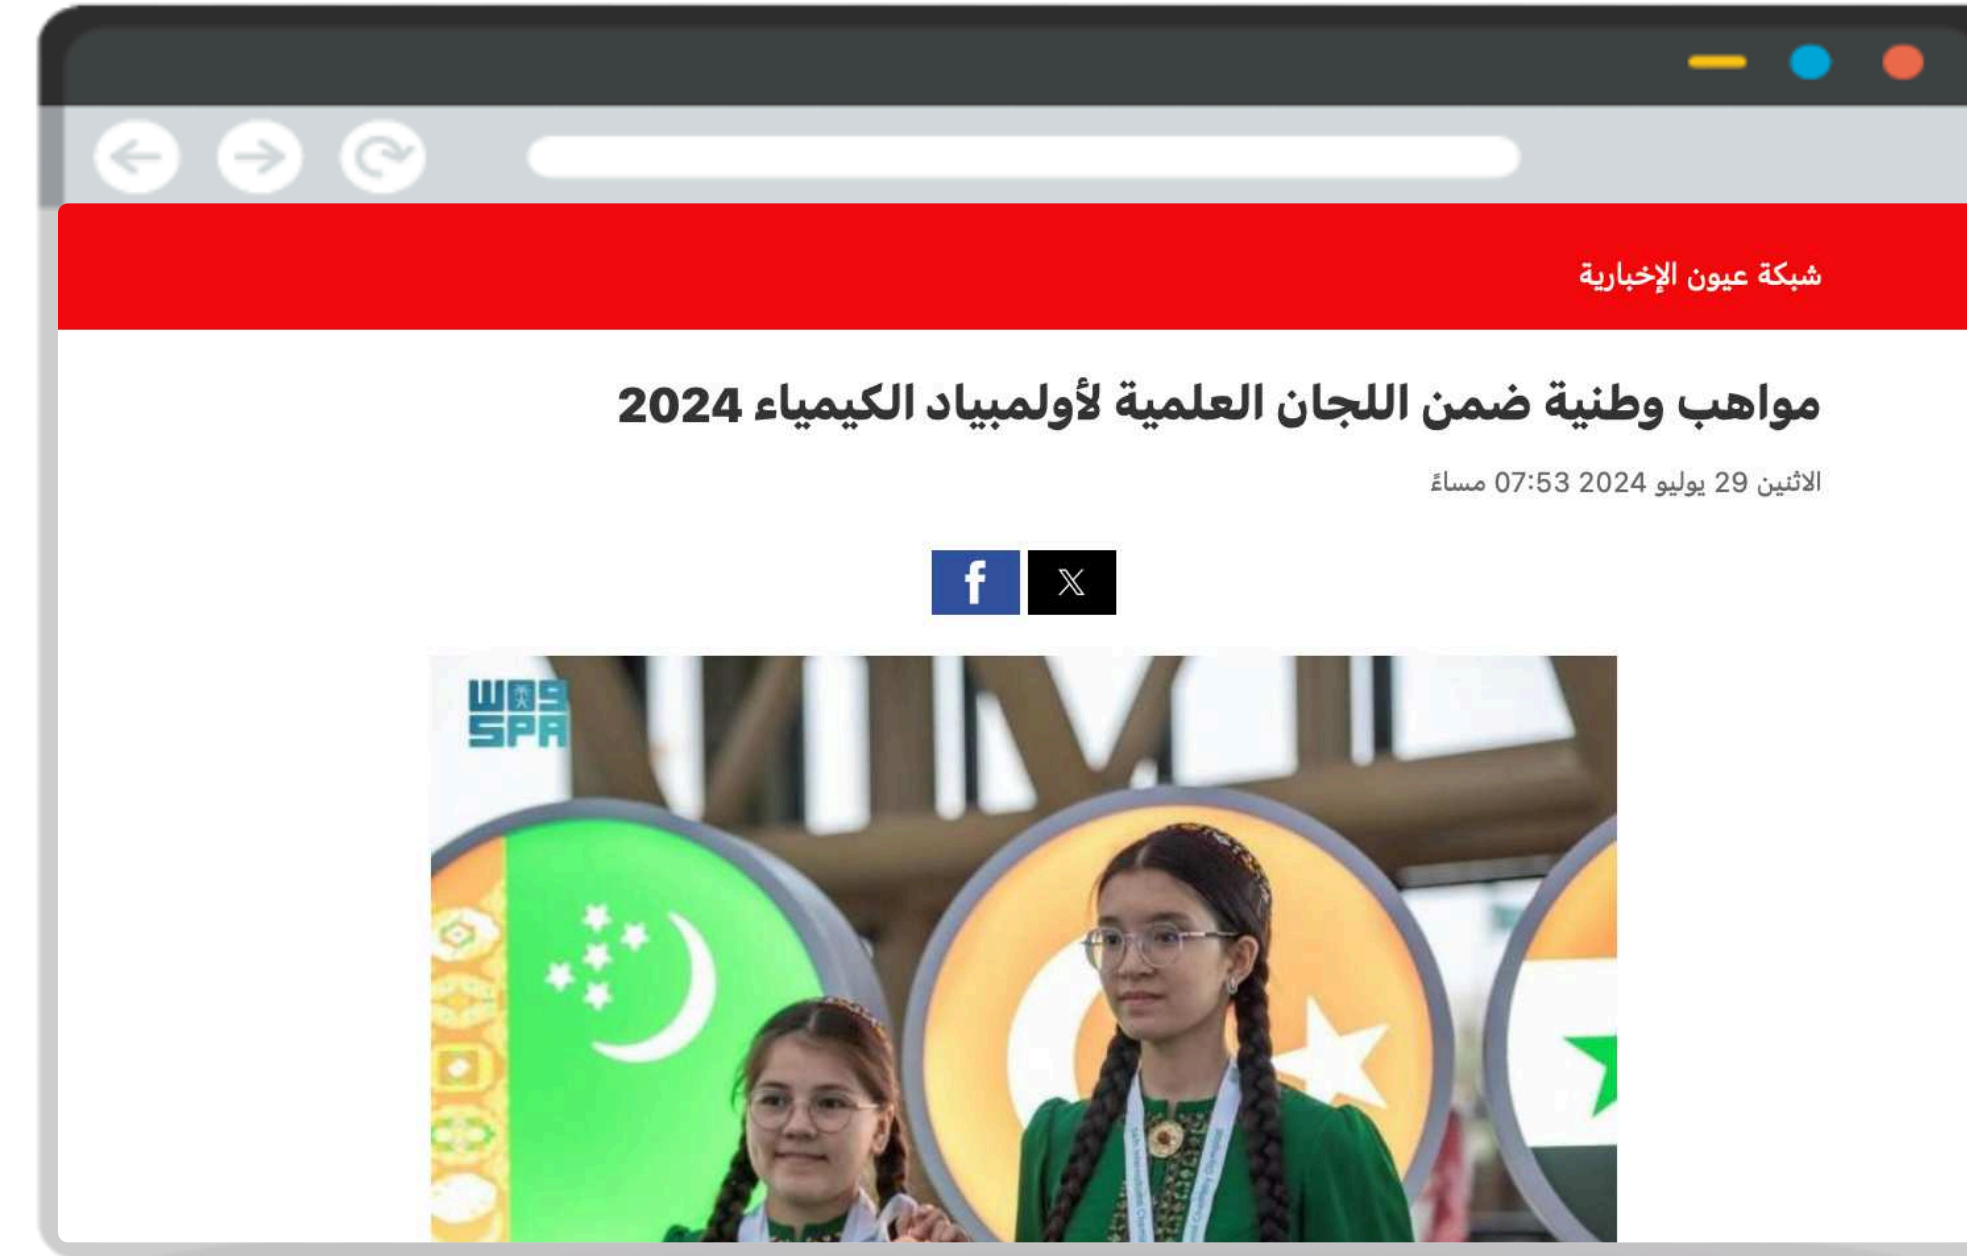 شبكة عيون الإخبارية
مواهب وطنية ضمن اللجان العلمية لأولمبياد الكيمياء 2024
الاثنين 29 يوليو 2024 07:53 مساءً
f X
واس
SPA